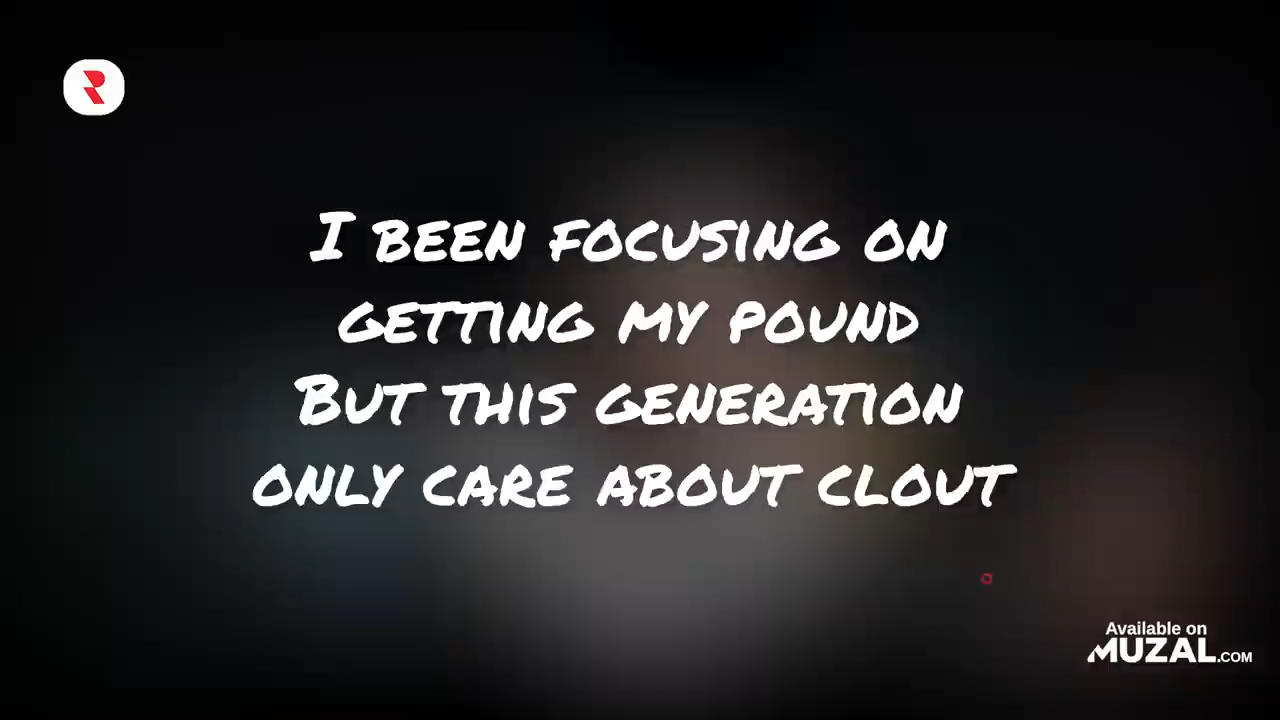 R
I BEEN FOCUSING ON
GETTING MY POUND
BUT THIS GENERATION
ONLY CARE ABOUT CLOUT
Available on
MUZAL.COM